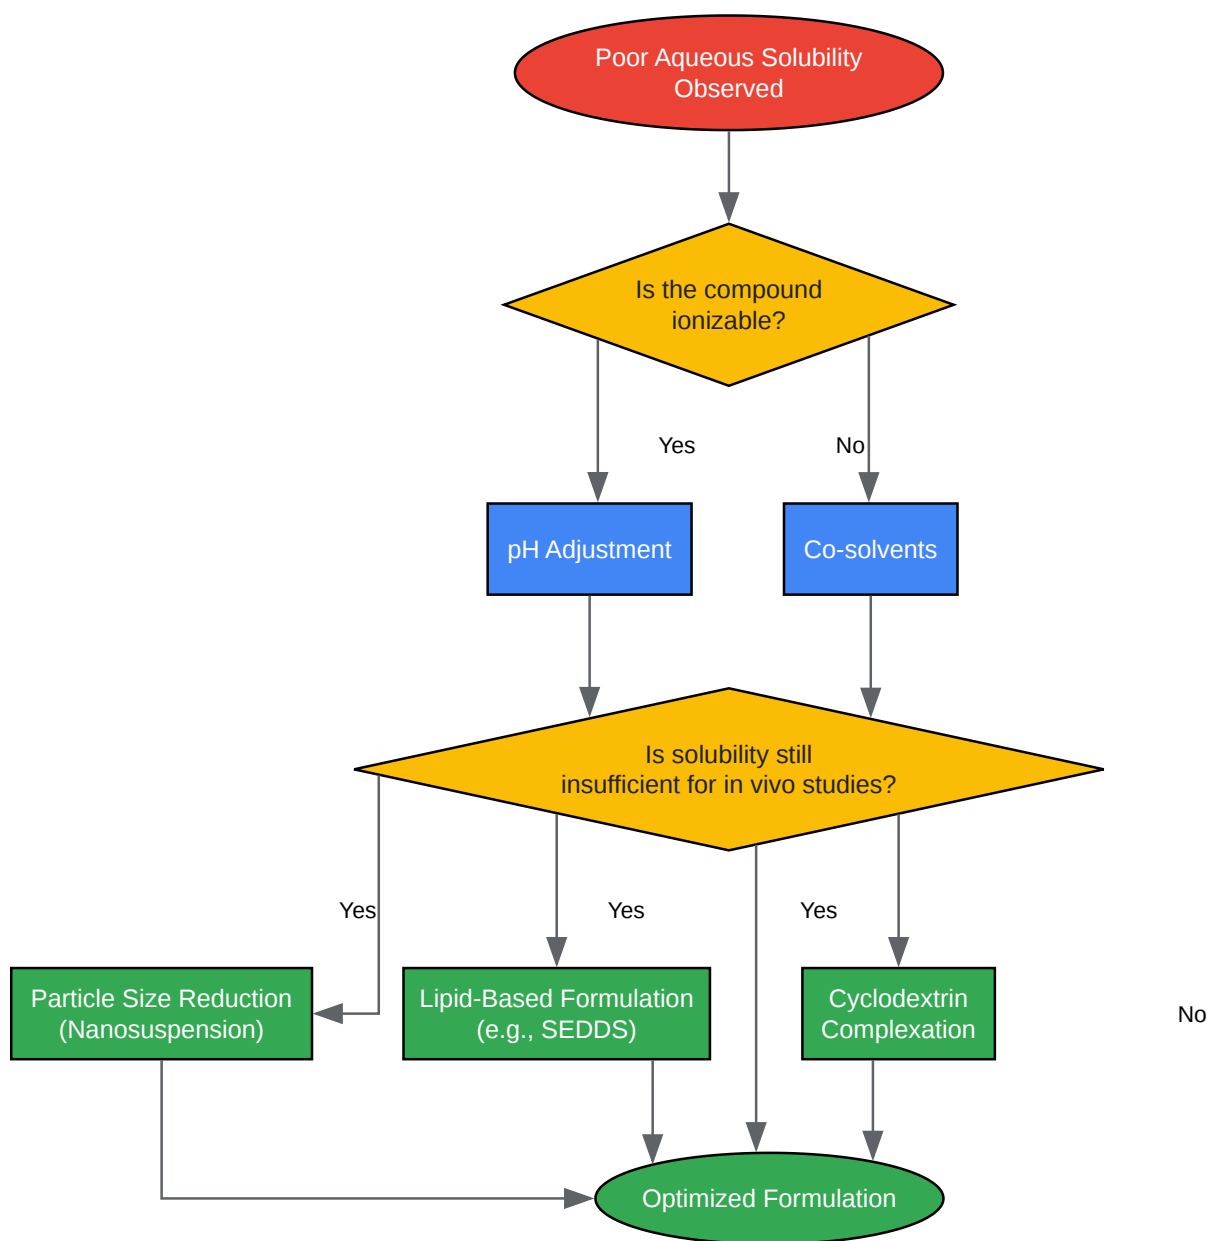 Poor Aqueous Solubility
Observed
Is the compound
ionizable?
Yes
No
pH Adjustment
Co-solvents
Is solubility still
insufficient for in vivo studies?
Yes
Yes
Yes
Particle Size Reduction
(Nanosuspension)
Lipid-Based Formulation
(e.g., SEDDS)
Cyclodextrin
Complexation
No
Optimized Formulation